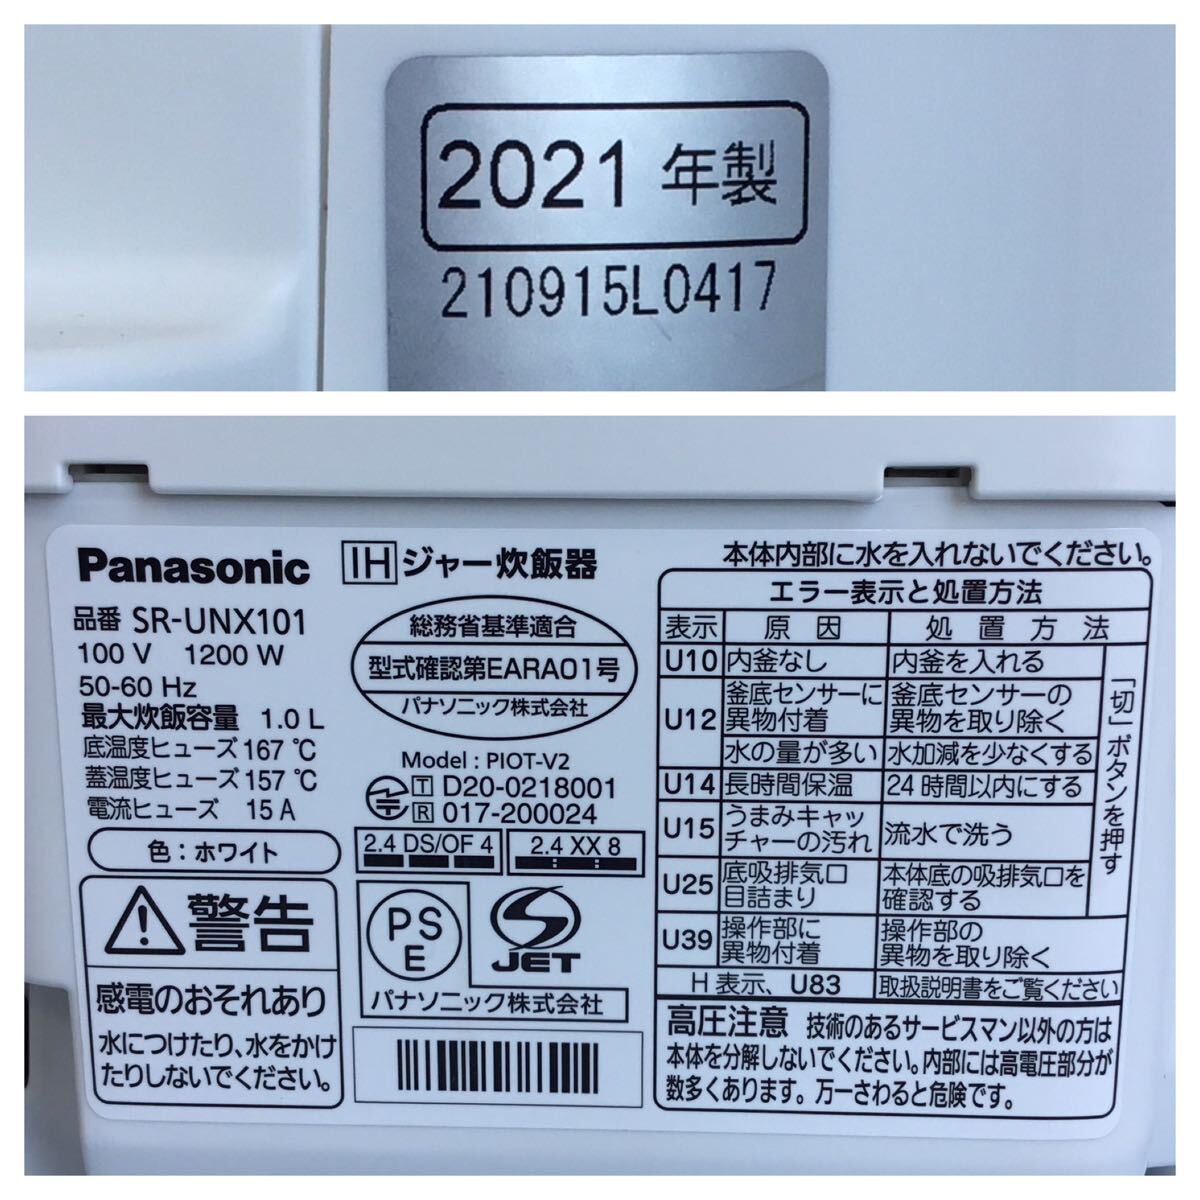 2021 年製
210915L0417
Panasonic IHジャー炊飯器
品番 SR-UNX101
100 V 1200 W
50-60 Hz
最大炊飯容量 1.0 L
底温度ヒューズ 167 ℃
蓋温度ヒューズ 157 ℃
電流ヒューズ 15 A
色：ホワイト
警告
感電のおそれあり
水につけたり、水をかけ
たりしないでください。
総務省基準適合
型式確認第EARA01号
パナソニック株式会社
Model : PIOT-V2
T D20-0218001
R 017-200024
2.4 DS/OF 4 2.4 XX 8
PS
E
JET
パナソニック株式会社
本体内部に水を入れないでください。
エラー表示と処置方法
表示 原因 処置方法
U10 内釜なし 内釜を入れる
U12 釜底センサーに 釜底センサーの
異物付着 異物を取り除く
水の量が多い 水加減を少なくする
U14 長時間保温 24 時間以内にする
U15 うまみキャッ 流水で洗う
チャーの汚れ
U25 底吸排気口 本体底の吸排気口を
目詰まり 確認する
「切」ボタンを押す
U39 操作部に 操作部の
異物付着 異物を取り除く
H 表示、U83 取扱説明書をご覧ください
高圧注意 技術のあるサービスマン以外の方は
本体を分解しないでください。内部には高電圧部分が
数多くあります。万一さわると危険です。